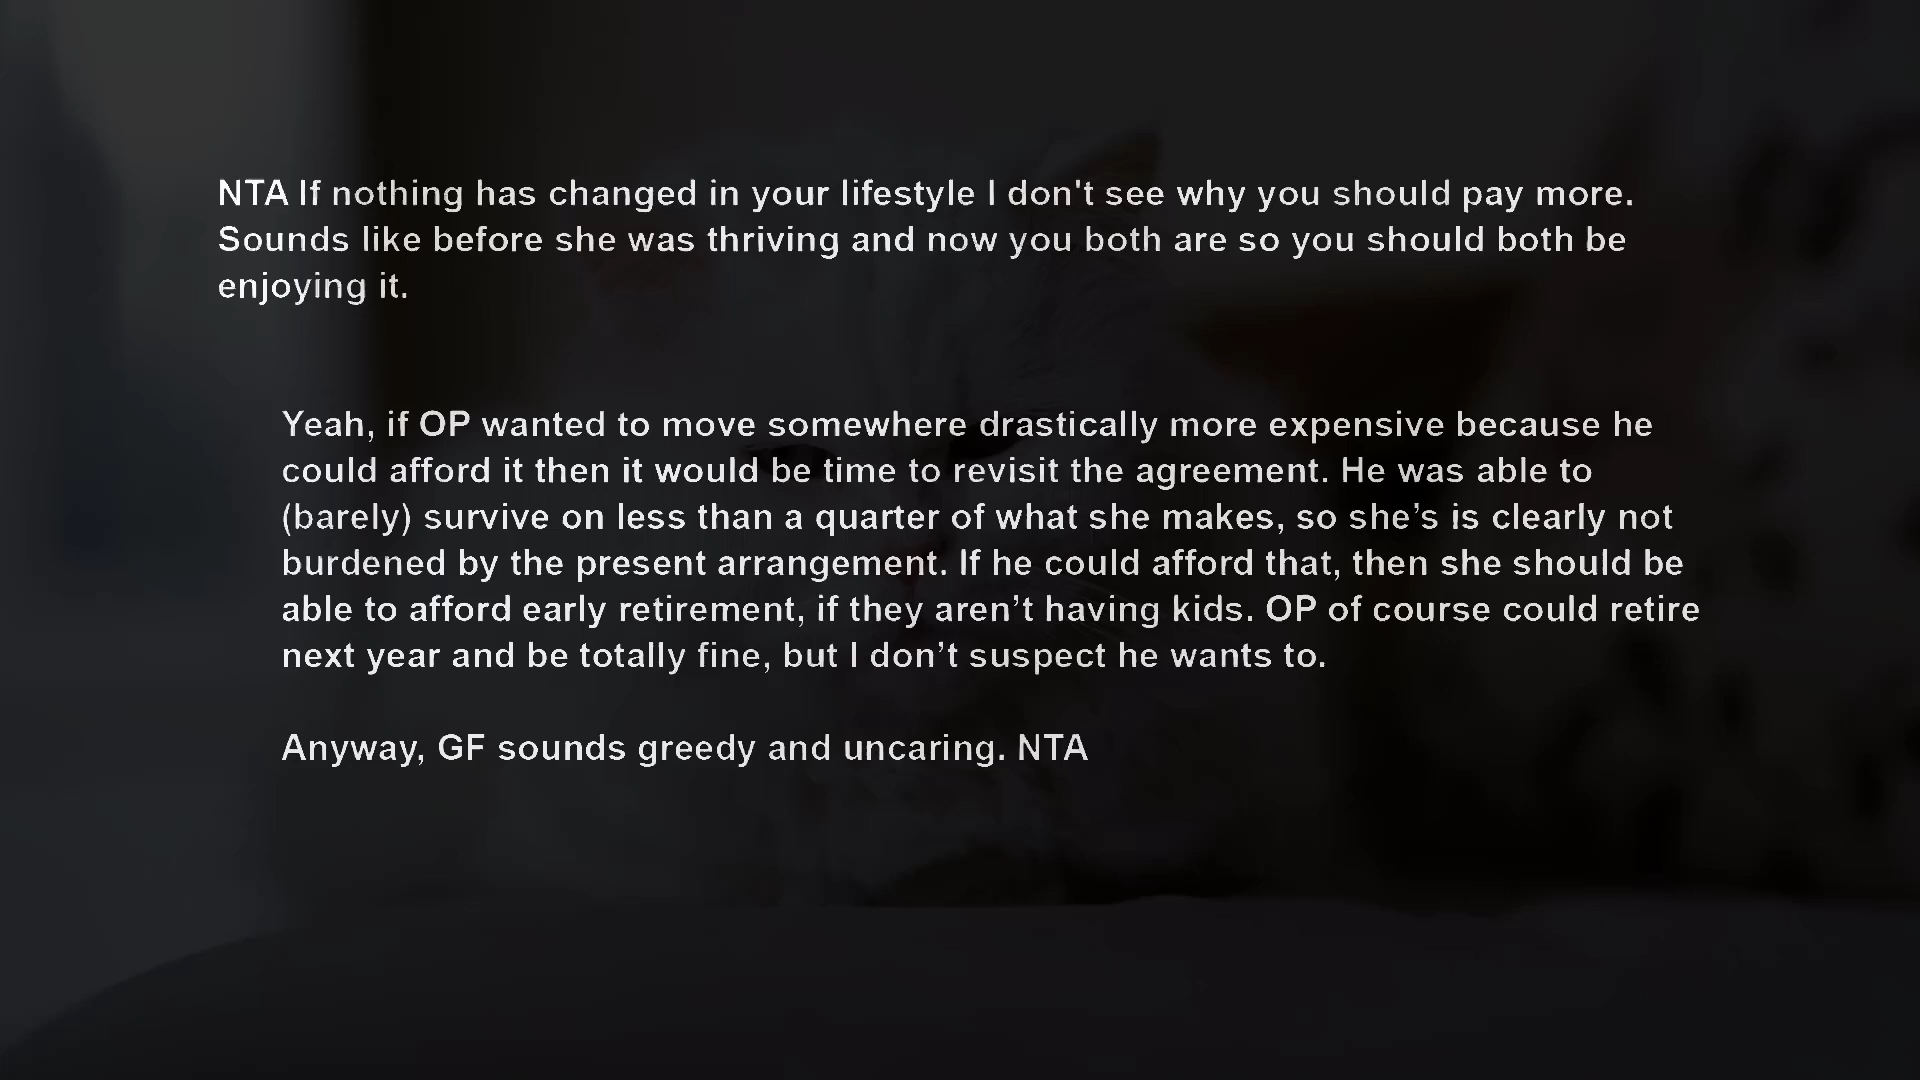 NTA If nothing has changed in your lifestyle I don't see why you should pay more.
Sounds like before she was thriving and now you both are so you should both be
enjoying it.
Yeah, if OP wanted to move somewhere drastically more expensive because he
could afford it then it would be time to revisit the agreement. He was able to
(barely) survive on less than a quarter of what she makes, so she’s is clearly not
burdened by the present arrangement. If he could afford that, then she should be
able to afford early retirement, if they aren’t having kids. OP of course could retire
next year and be totally fine, but I don’t suspect he wants to.
Anyway, GF sounds greedy and uncaring. NTA